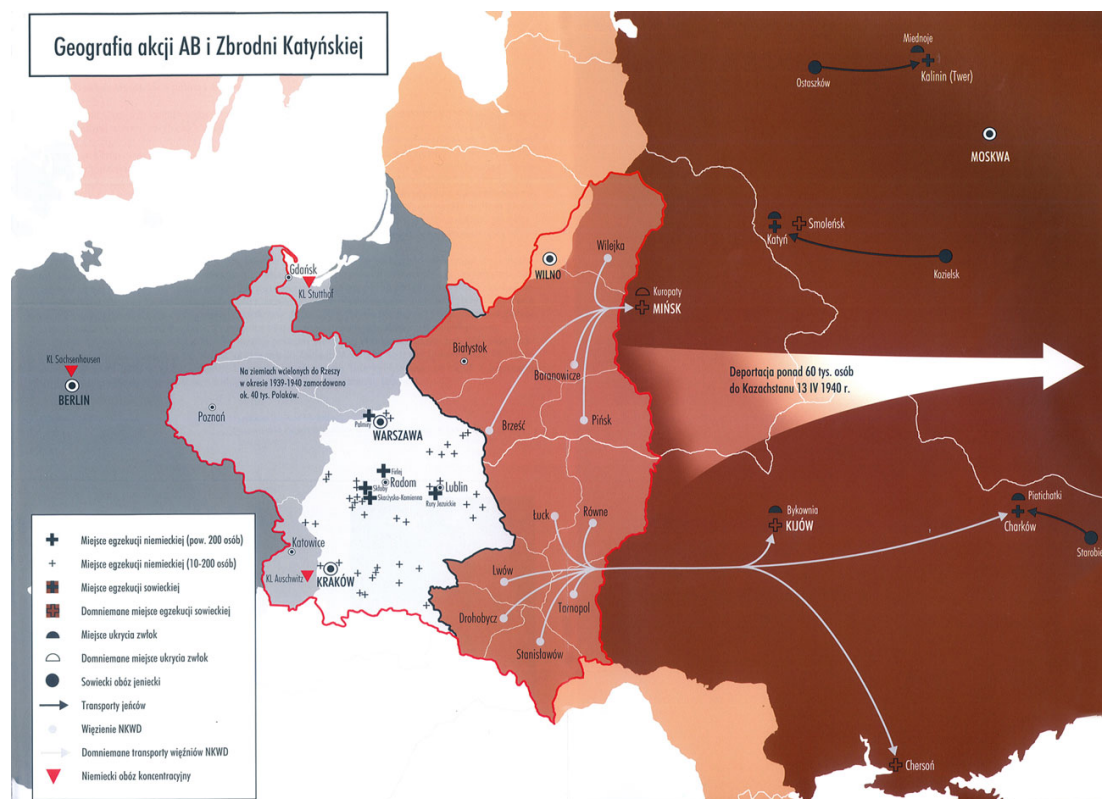 Geografia akcji AB i Zbrodni Katyńskiej
Miednoje
Kalinin (Twer)
Ostaszków
MOSKWA
Katyń
Smoleńsk
Kozielsk
Wilejka
WILNO
Gdańsk
KL Stutthof
Kuropaty
MIŃSK
Białystok
Baranowicze
KL Sachsenhausen
BERLIN
Na ziemiach wcielonych do Rzeszy
w okresie 1939-1940 zamordowano
ok. 40 tys. Polaków.
Deportacja ponad 60 tys. osób
do Kazachstanu 13 IV 1940 r.
Poznań
Palmiry
WARSZAWA
Brześć
Pińsk
Firlej
Radom
Skłoby
Skarżysko-Kamienna
Lublin
Rury Jezuickie
Łuck
Równe
Bykownia
KIJÓW
Piatichatki
Charków
Starobie
Katowice
KL Auschwitz
KRAKÓW
Lwów
Tarnopol
Drohobycz
Stanisławów
Chersoń
Miejsce egzekucji niemieckiej (pow. 200 osób)
Miejsce egzekucji niemieckiej (10-200 osób)
Miejsce egzekucji sowieckiej
Domniemane miejsce egzekucji sowieckiej
Miejsce ukrycia zwłok
Domniemane miejsce ukrycia zwłok
Sowiecki obóz jeniecki
Transporty jeńców
Więzienie NKWD
Domniemane transporty więźniów NKWD
Niemiecki obóz koncentracyjny